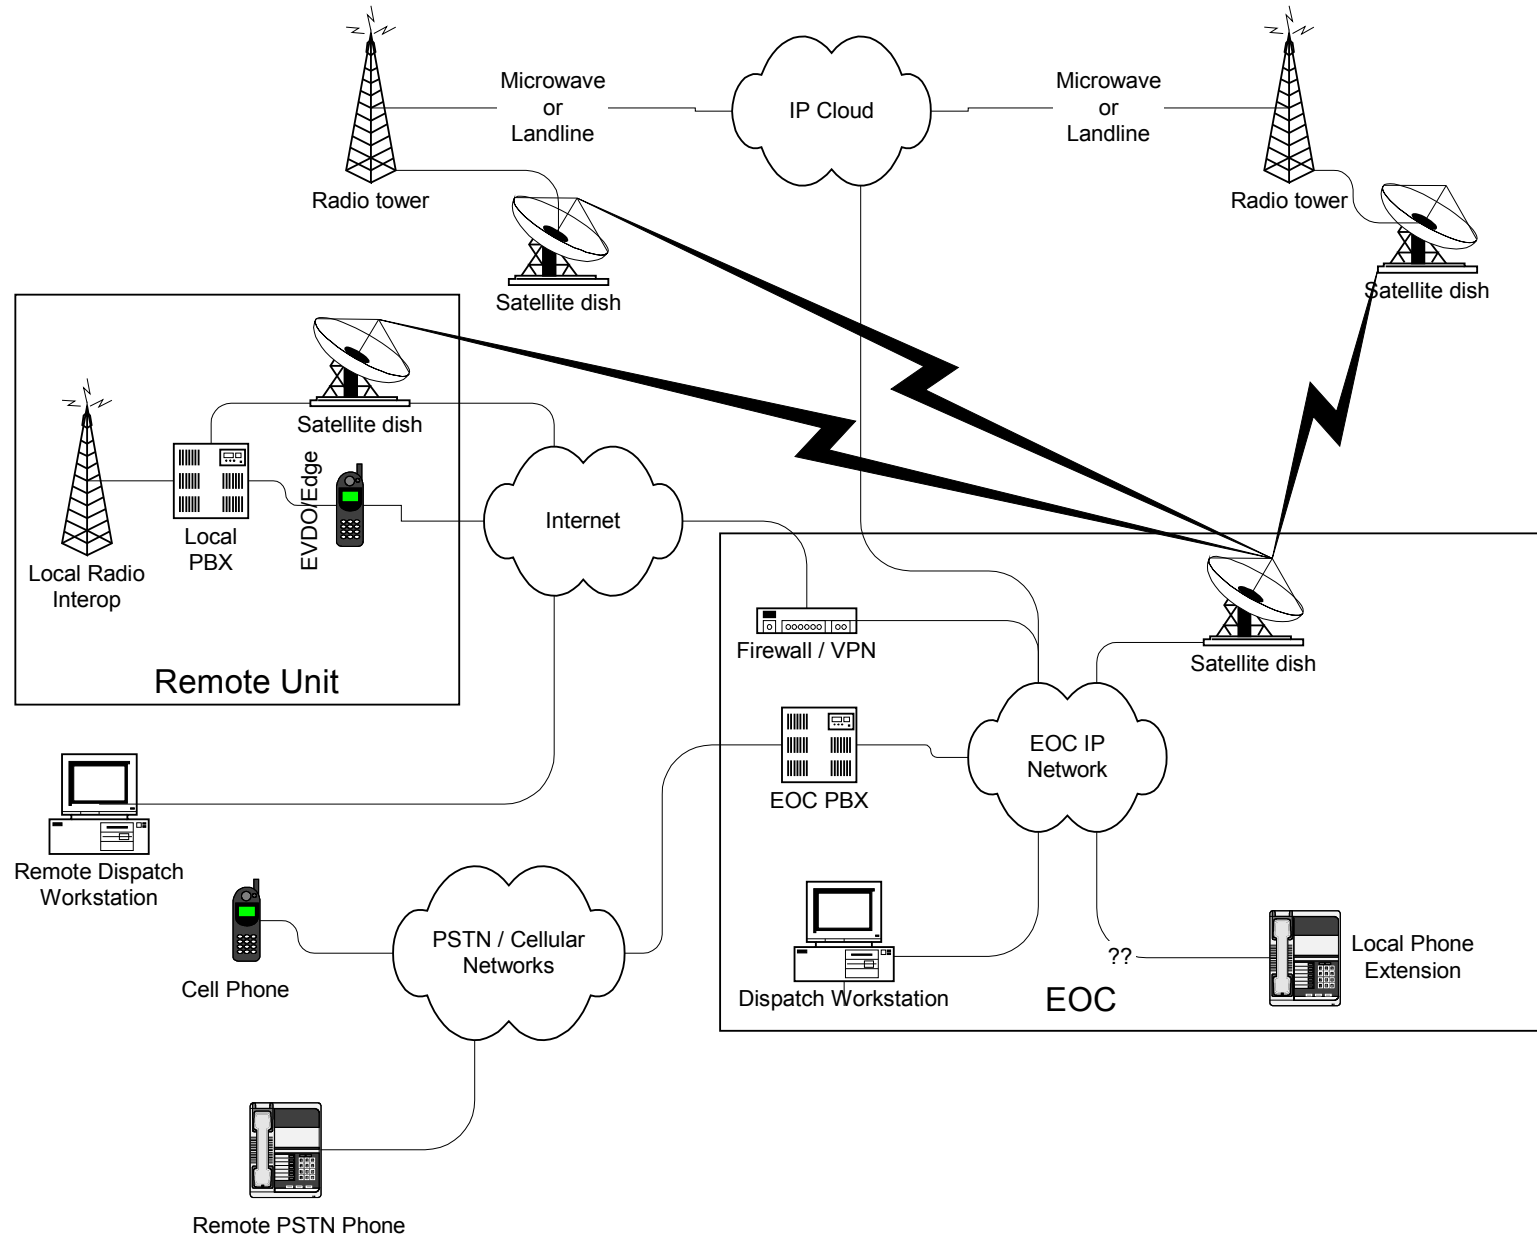 Microwave
or
Landline
IP Cloud
Microwave
or
Landline
Radio tower
Radio tower
Satellite dish
Satellite dish
Satellite dish
EVDO/Edge
Local
PBX
Internet
Local Radio
Interop
Remote Unit
Firewall / VPN
Satellite dish
EOC IP
Network
EOC PBX
Remote Dispatch
Workstation
PSTN / Cellular
Networks
Cell Phone
Dispatch Workstation
??
Local Phone
Extension
EOC
Remote PSTN Phone